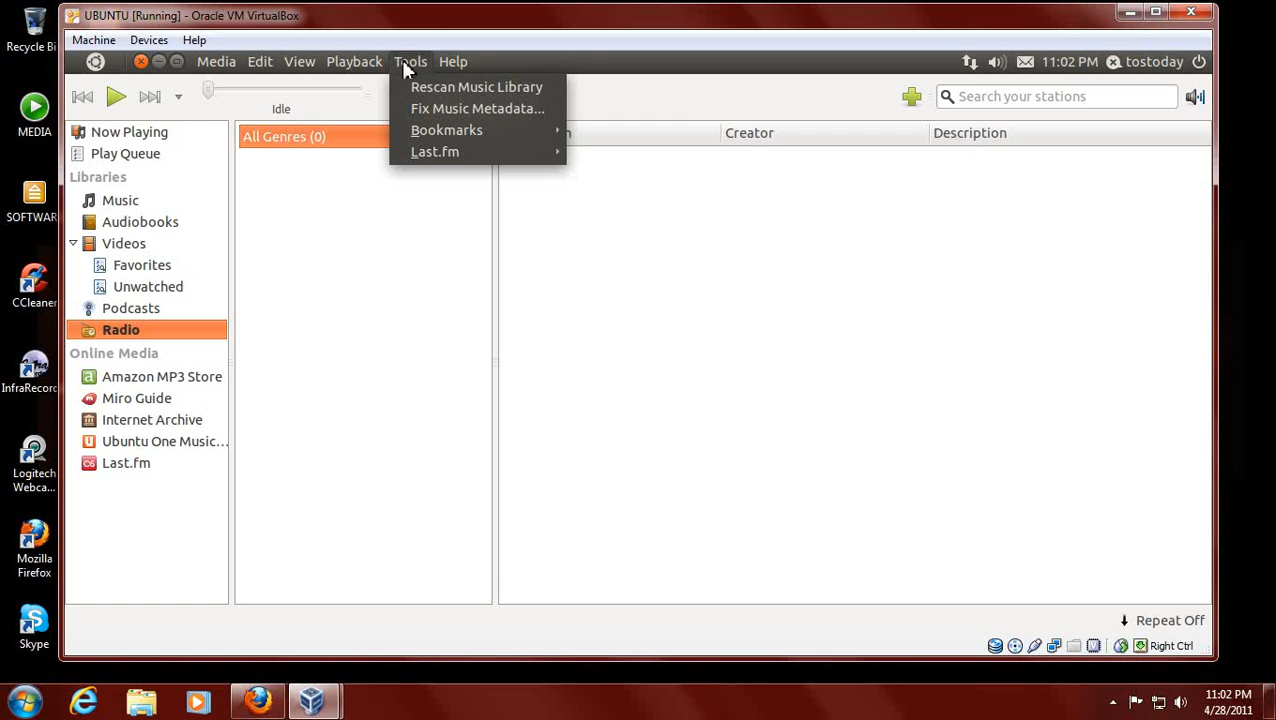 UBUNTU [Running] - Oracle VM VirtualBox
Machine Devices Help
Media Edit View Playback Tools Help
11:02 PM tostoday
Rescan Music Library
Fix Music Metadata...
Bookmarks
Last.fm
Idle
Search your stations
Now Playing
Play Queue
Libraries
Music
Audiobooks
Videos
Favorites
Unwatched
Podcasts
Radio
Online Media
Amazon MP3 Store
Miro Guide
Internet Archive
Ubuntu One Music...
Last.fm
All Genres (0)
Creator
Description
Repeat Off
Right Ctrl
Recycle Bi
MEDIA
SOFTWAR
CCleaner
InfraRecord
Logitech
Webca...
Mozilla
Firefox
Skype
11:02 PM
4/28/2011